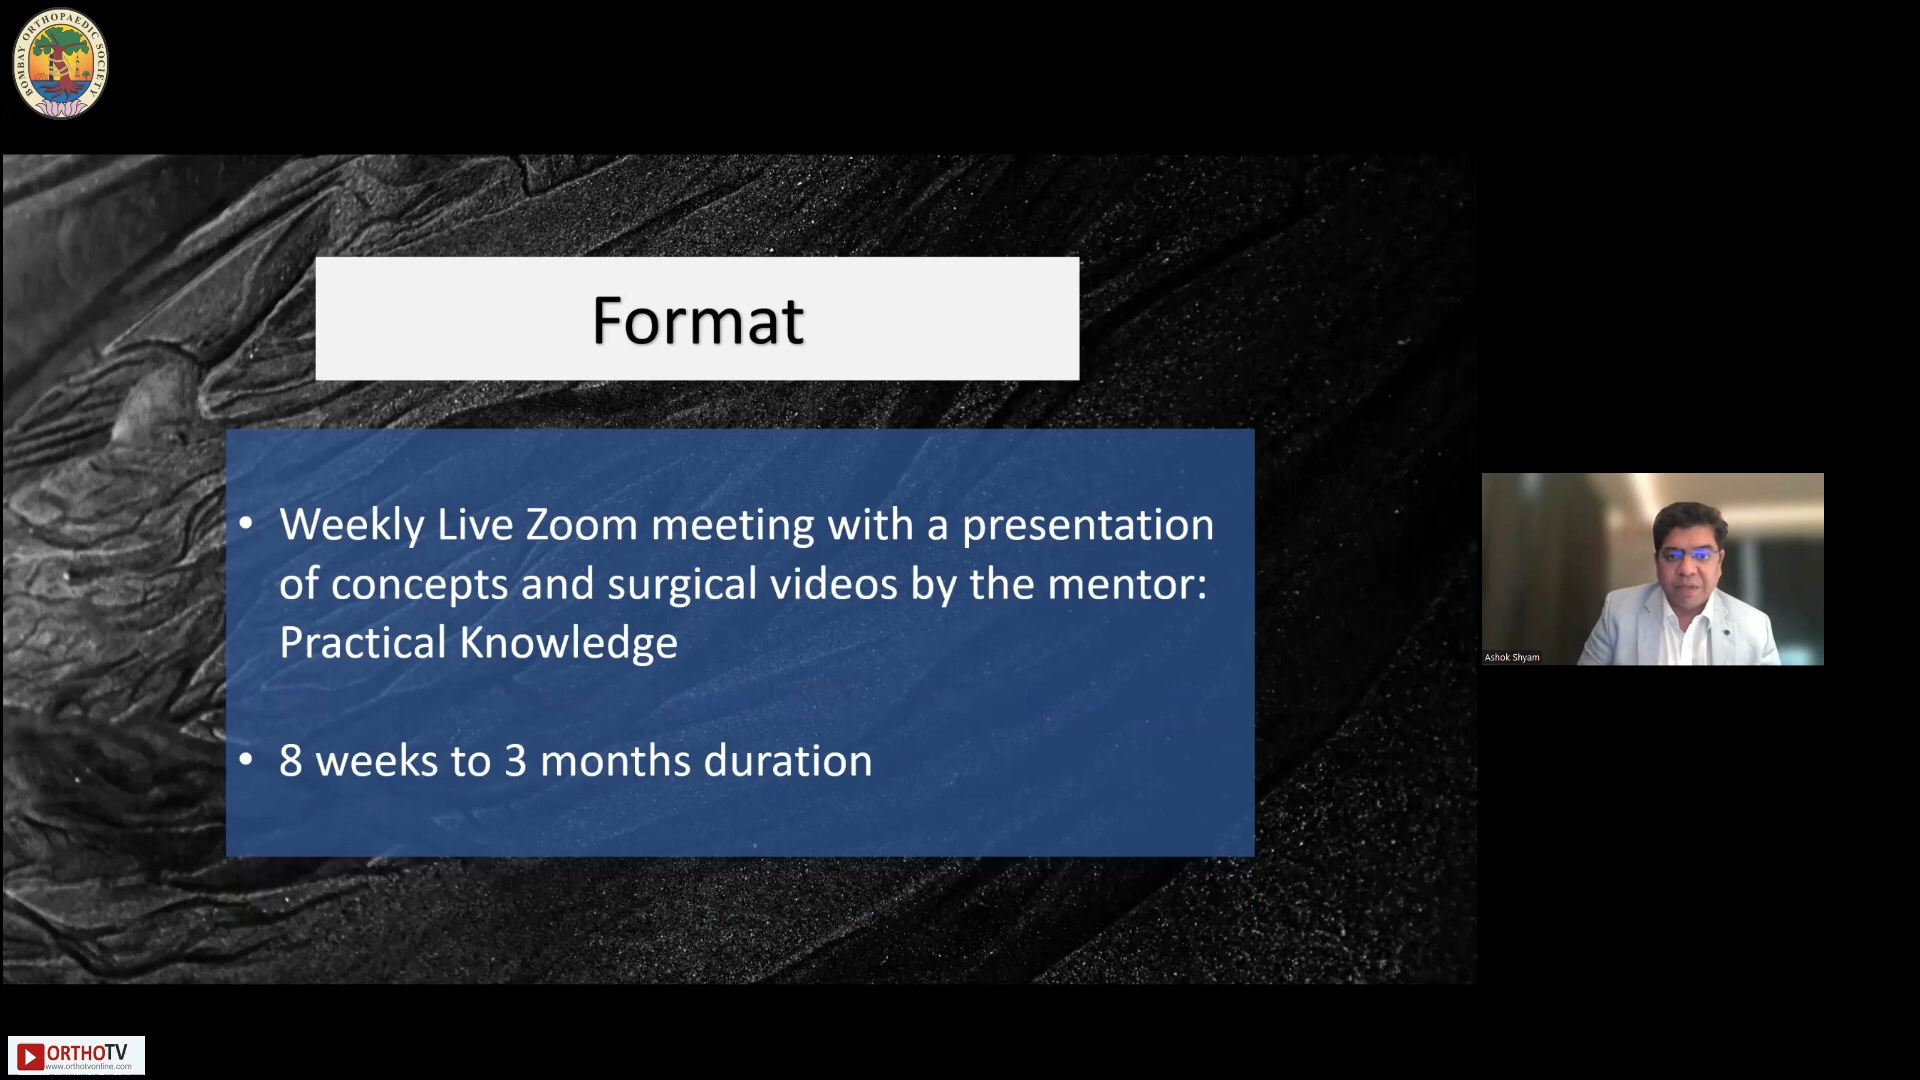 BOMBAY ORTHOPAEDIC SOCIETY
Format
• Weekly Live Zoom meeting with a presentation
of concepts and surgical videos by the mentor:
Practical Knowledge
• 8 weeks to 3 months duration
Ashok Shyam
ORTHOTV
www.orthotvonline.com